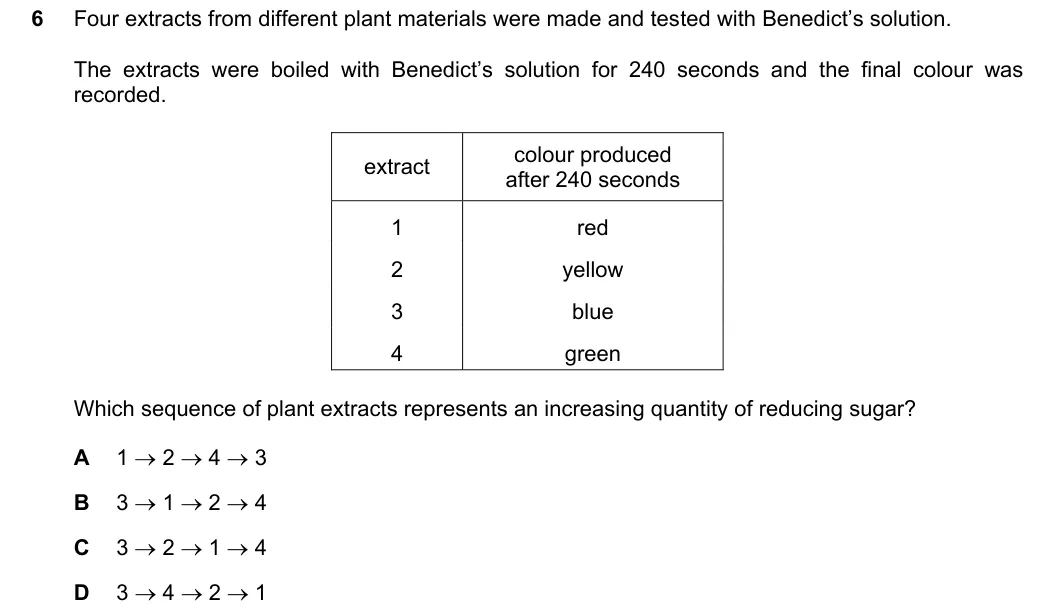 6 Four extracts from different plant materials were made and tested with Benedict’s solution.
The extracts were boiled with Benedict’s solution for 240 seconds and the final colour was
recorded.
extract colour produced
after 240 seconds
1 red
2 yellow
3 blue
4 green
Which sequence of plant extracts represents an increasing quantity of reducing sugar?
A 1 → 2 → 4 → 3
B 3 → 1 → 2 → 4
C 3 → 2 → 1 → 4
D 3 → 4 → 2 → 1